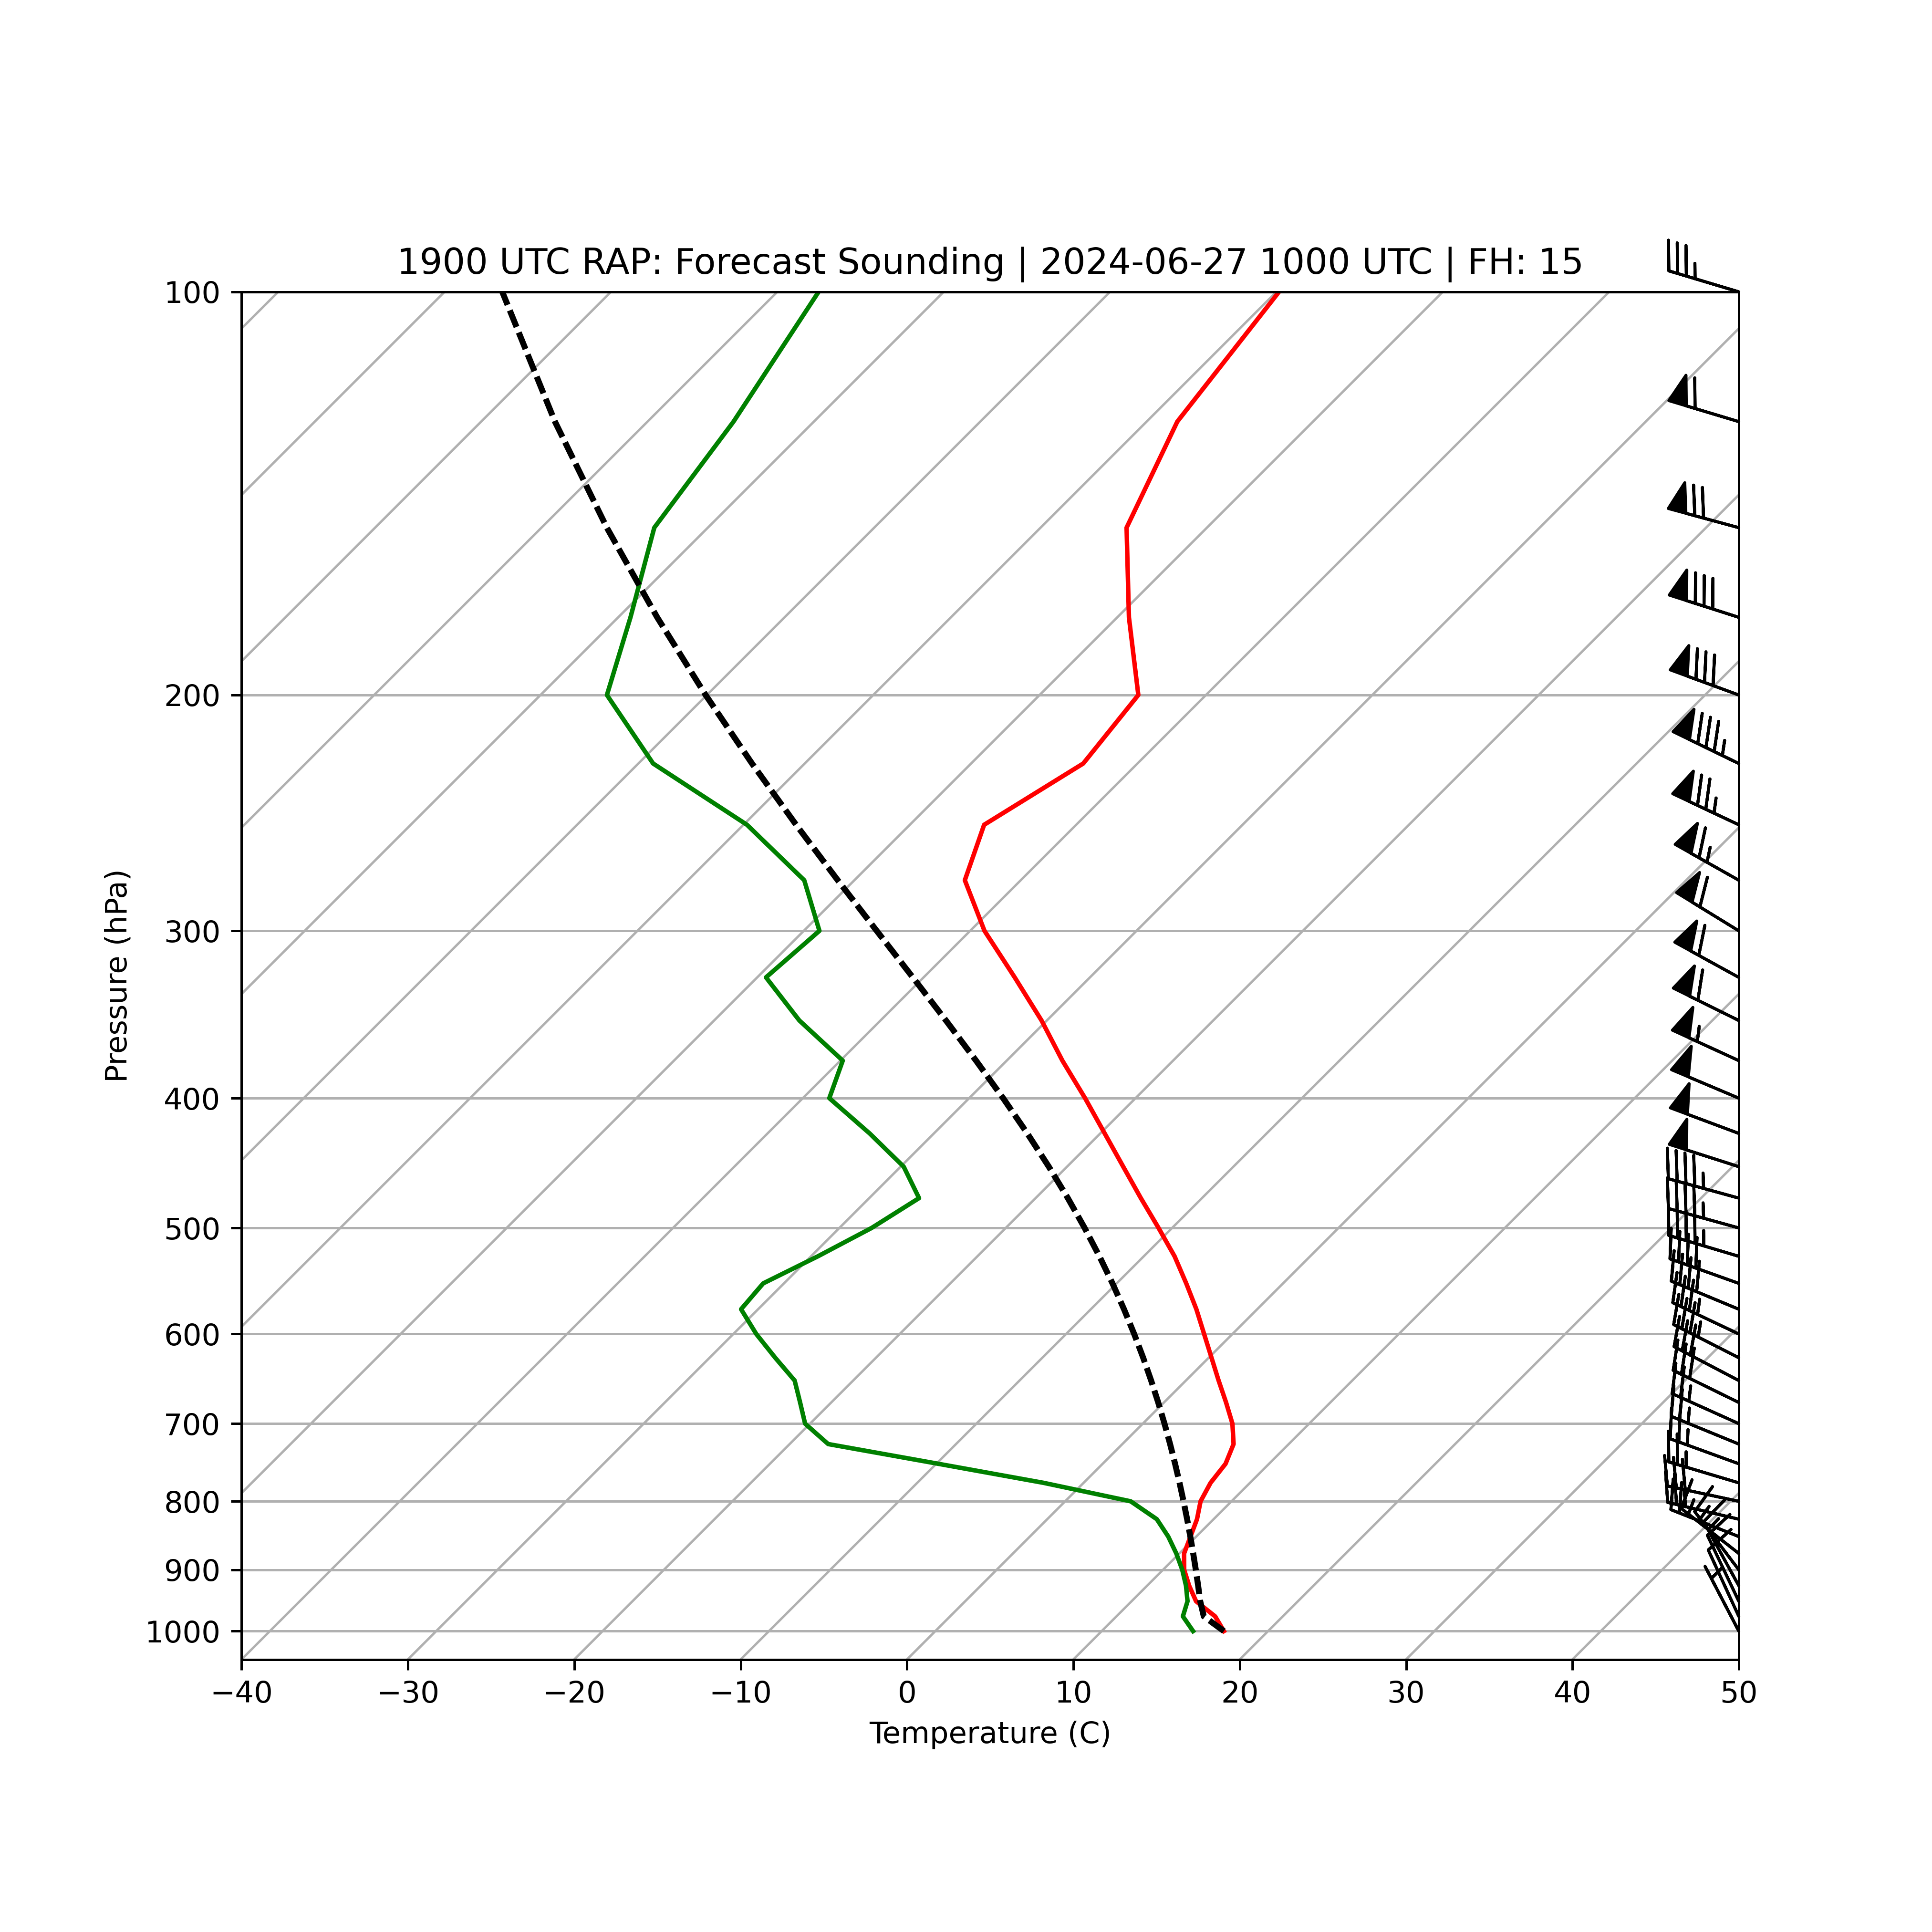 1900 UTC RAP: Forecast Sounding | 2024-06-27 1000 UTC | FH: 15
100
200
300
400
500
600
700
800
900
1000
Pressure (hPa)
−40 −30 −20 −10 0 10 20 30 40 50
Temperature (C)